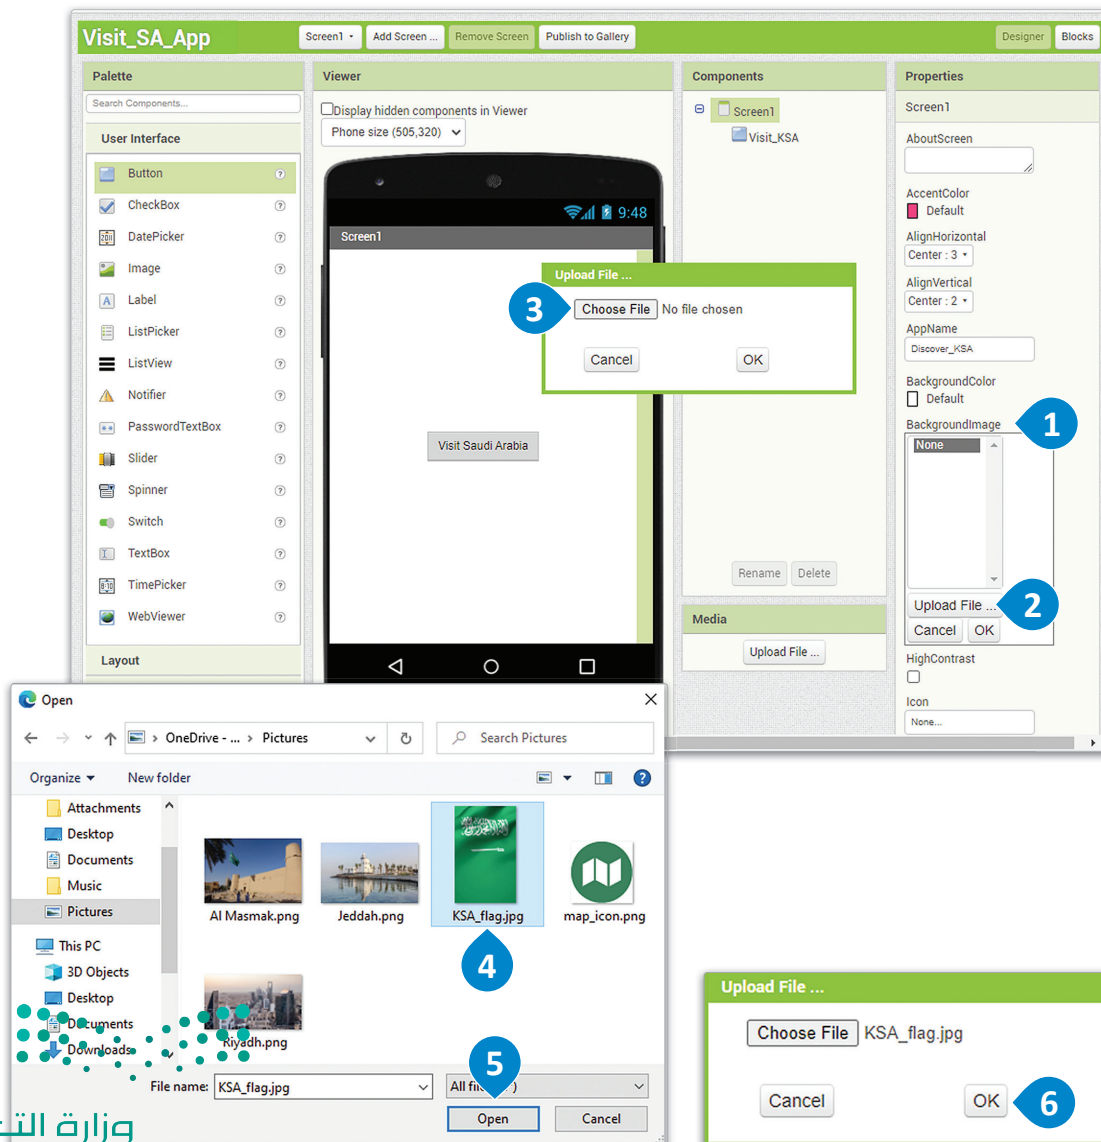 Visit_SA_App
Screen1
Add Screen ...
Remove Screen
Publish to Gallery
Designer
Blocks
Palette
Search Components...
User Interface
Button
CheckBox
DatePicker
Image
Label
ListPicker
ListView
Notifier
PasswordTextBox
Slider
Spinner
Switch
TextBox
TimePicker
WebViewer
Layout
Viewer
Display hidden components in Viewer
Phone size (505,320)
9:48
Screen1
Visit Saudi Arabia
Components
Screen1
Visit_KSA
Rename
Delete
Media
Upload File ...
Properties
Screen1
AboutScreen
AccentColor
Default
AlignHorizontal
Center : 3
AlignVertical
Center : 2
AppName
Discover_KSA
BackgroundColor
Default
BackgroundImage
1
None
Upload File ...
2
Cancel
OK
HighContrast
Icon
None...
Upload File ...
3
Choose File
No file chosen
Cancel
OK
Open
OneDrive - ... > Pictures
Search Pictures
Organize
New folder
Attachments
Desktop
Documents
Music
Pictures
This PC
3D Objects
Desktop
Documents
Downloads
Al Masmak.png
Jeddah.png
KSA_flag.jpg
map_icon.png
4
Riyadh.png
5
File name: KSA_flag.jpg
Open
Cancel
Upload File ...
Choose File KSA_flag.jpg
Cancel
OK
6
وزارة